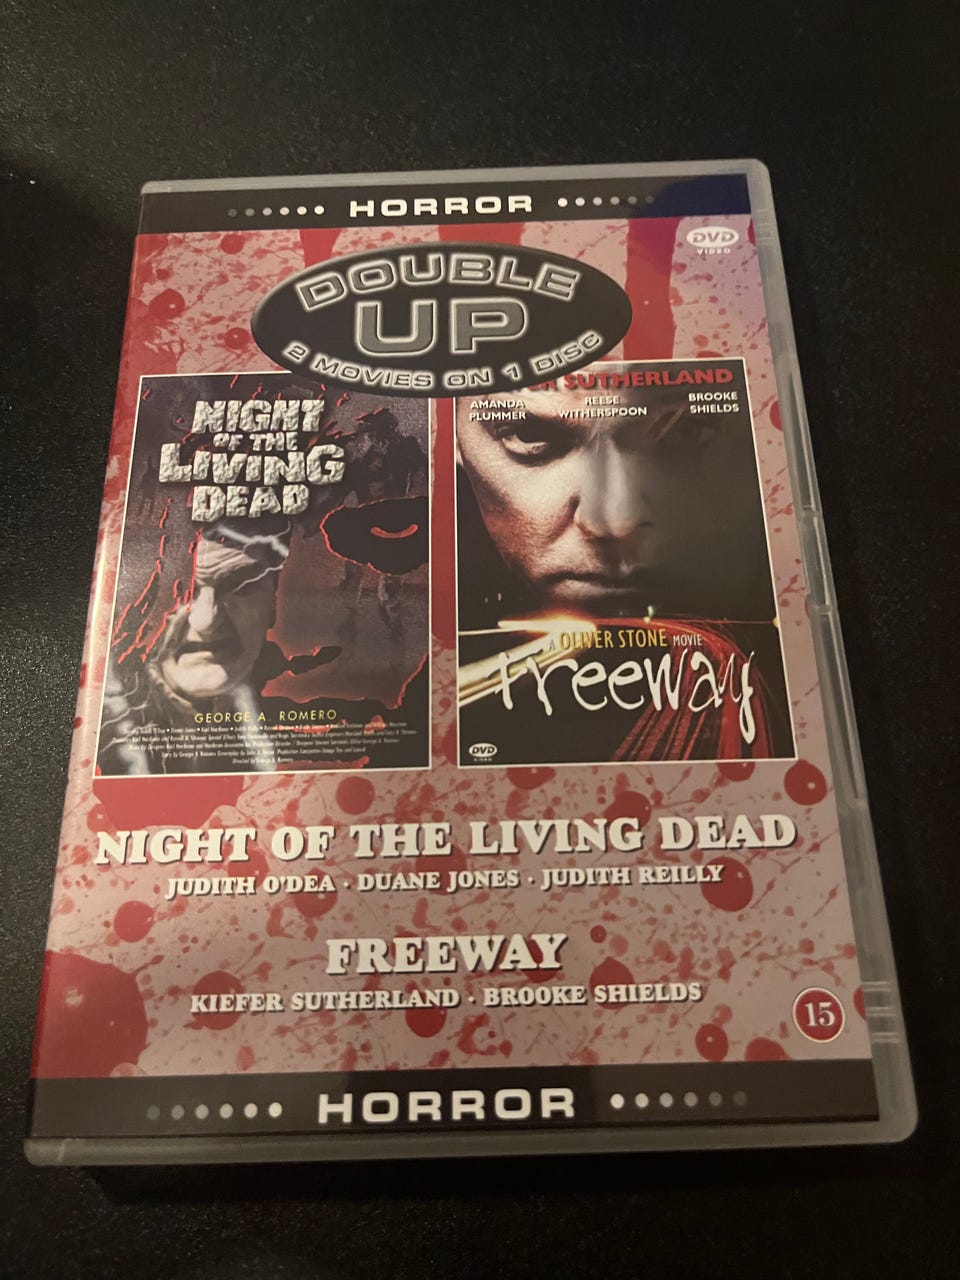 HORROR
DVD
VIDEO
DOUBLE
UP
2 MOVIES ON 1 DISC
NIGHT
OF THE
LIVING
DEAD
GEORGE A. ROMERO
SUTHERLAND
AMANDA
PLUMMER
REESE
WITHERSPOON
BROOKE
SHIELDS
A OLIVER STONE MOVIE
Freeway
DVD
VIDEO
NIGHT OF THE LIVING DEAD
JUDITH O'DEA · DUANE JONES · JUDITH REILLY
FREEWAY
KIEFER SUTHERLAND · BROOKE SHIELDS
15
HORROR